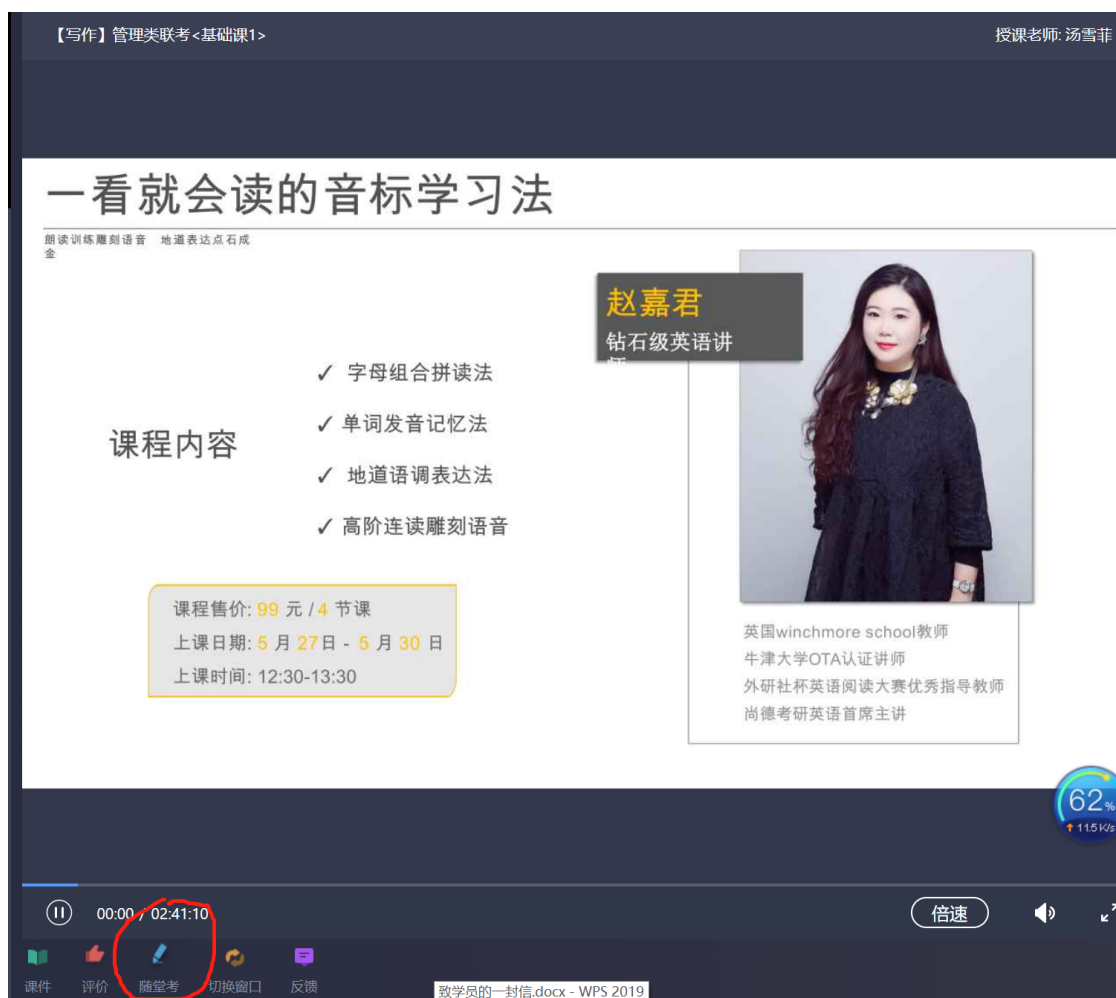 【写作】管理类联考<基础课1>
授课老师: 汤雪菲
一看就会读的音标学习法
朗读训练雕刻语音 地道表达点石成
金
赵嘉君
钻石级英语讲
师
课程内容
✓ 字母组合拼读法
✓ 单词发音记忆法
✓ 地道语调表达法
✓ 高阶连读雕刻语音
课程售价: 99 元 / 4 节课
上课日期: 5 月 27日 - 5 月 30 日
上课时间: 12:30-13:30
英国winchmore school教师
牛津大学OTA认证讲师
外研社杯英语阅读大赛优秀指导教师
尚德考研英语首席主讲
62%
↑ 11.5K/s
00:00 / 02:41:10
倍速
课件 评价 随堂考 切换窗口 反馈
致学员的一封信.docx - WPS 2019